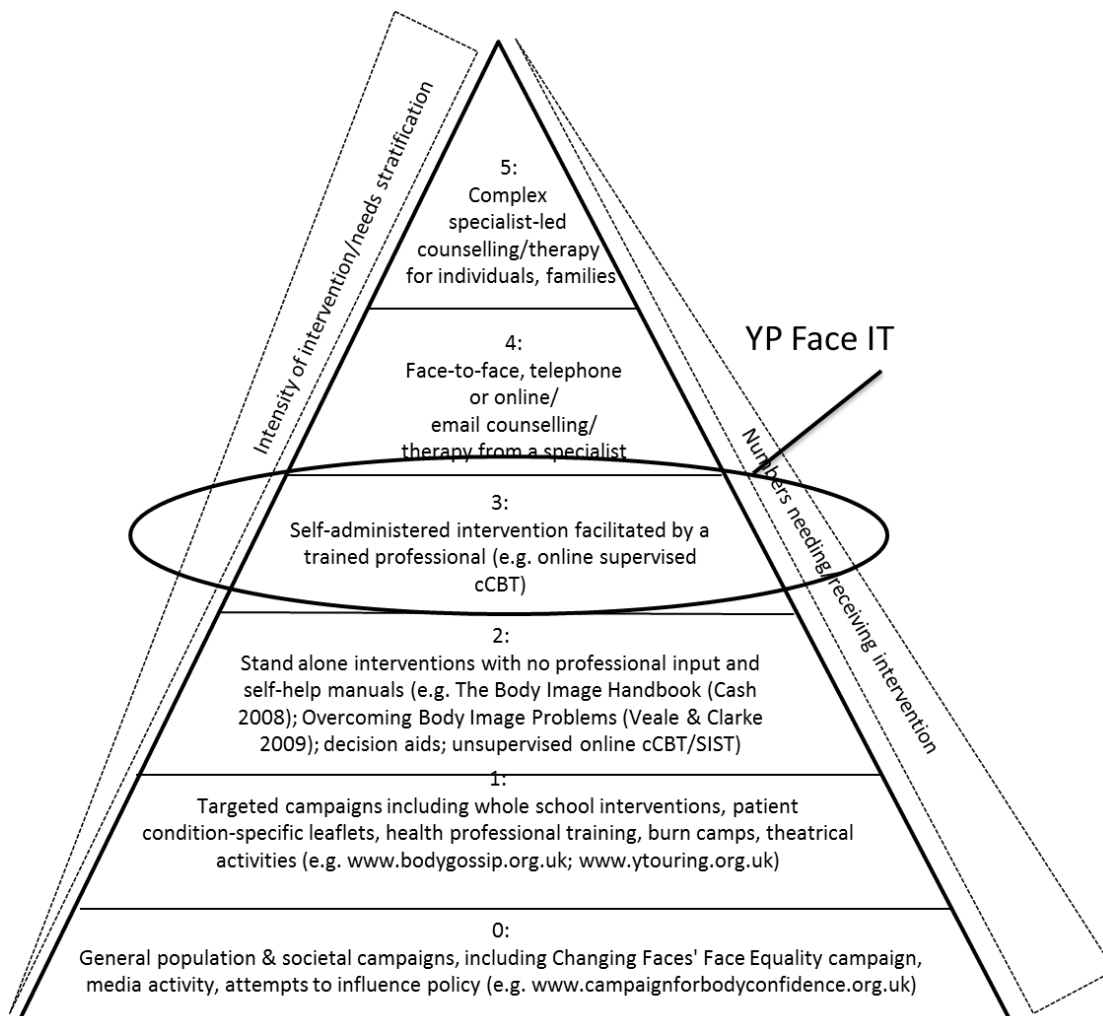 Intensity of intervention/needs stratification
5:
Complex
specialist-led
counselling/therapy
for individuals, families
YP Face IT
4:
Face-to-face, telephone
or online/
email counselling/
therapy from a specialist
Numbers needing/receiving intervention
3:
Self-administered intervention facilitated by a
trained professional (e.g. online supervised
cCBT)
2:
Stand alone interventions with no professional input and
self-help manuals (e.g. The Body Image Handbook (Cash
2008); Overcoming Body Image Problems (Veale & Clarke
2009); decision aids; unsupervised online cCBT/SIST)
1:
Targeted campaigns including whole school interventions, patient
condition-specific leaflets, health professional training, burn camps, theatrical
activities (e.g. www.bodygossip.org.uk; www.ytouring.org.uk)
0:
General population & societal campaigns, including Changing Faces' Face Equality campaign,
media activity, attempts to influence policy (e.g. www.campaignforbodyconfidence.org.uk)